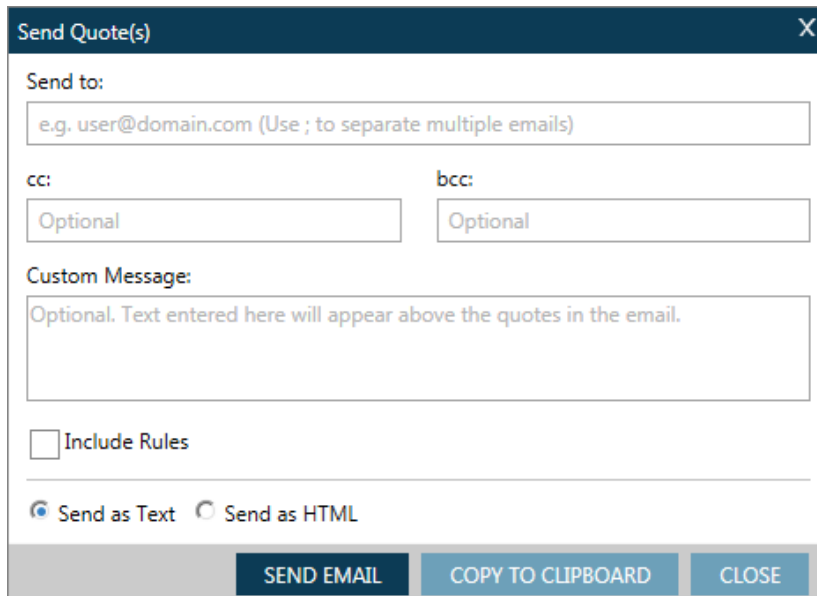 Send Quote(s) X
Send to:
e.g. user@domain.com (Use ; to separate multiple emails)
cc: bcc:
Optional Optional
Custom Message:
Optional. Text entered here will appear above the quotes in the email.
Include Rules
Send as Text Send as HTML
SEND EMAIL COPY TO CLIPBOARD CLOSE